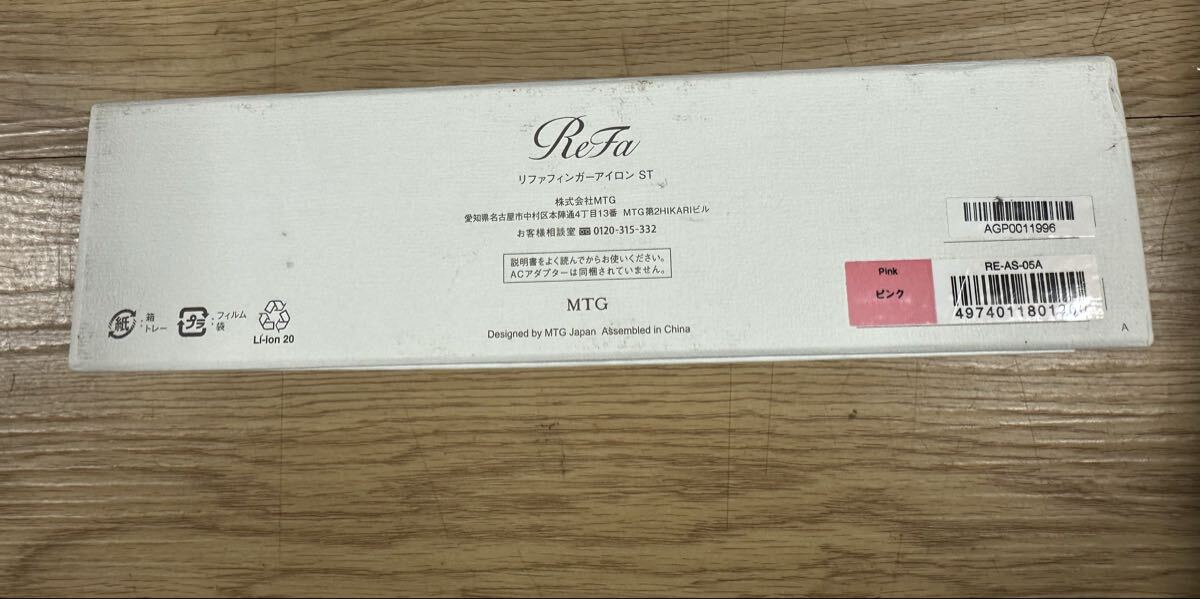 ReFa
リファフィンガーアイロン ST
株式会社MTG
愛知県名古屋市中村区本陣通4丁目13番 MTG第2HIKARIビル
お客様相談室 0120-315-332
説明書をよく読んでからお使いください。
ACアダプターは同梱されていません。
MTG
Designed by MTG Japan Assembled in China
紙 :箱
:トレー
プラ :フィルム
袋
Li-ion 20
AGP0011996
Pink
ピンク
RE-AS-05A
A